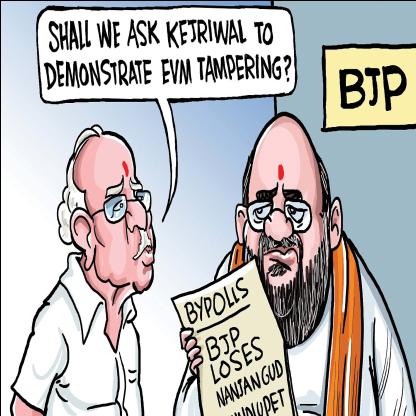 SHALL WE ASK KEJRIWAL TO
DEMONSTRATE EVM TAMPERING?
BJP
BYPOLLS
BJP
LOSES
NANJANGUD